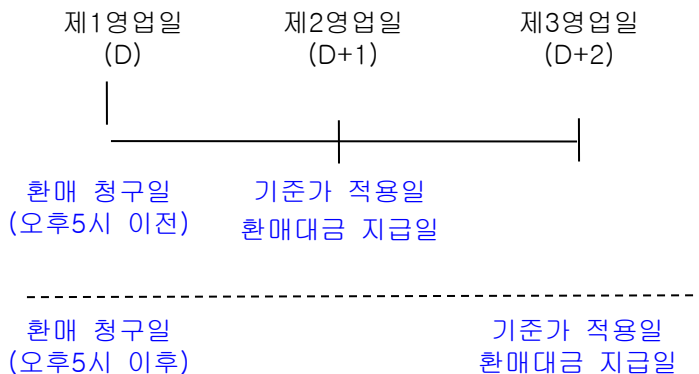 제1영업일 제2영업일 제3영업일
(D) (D+1) (D+2)
환매 청구일 기준가 적용일
(오후5시 이전) 환매대금 지급일
환매 청구일 기준가 적용일
(오후5시 이후) 환매대금 지급일